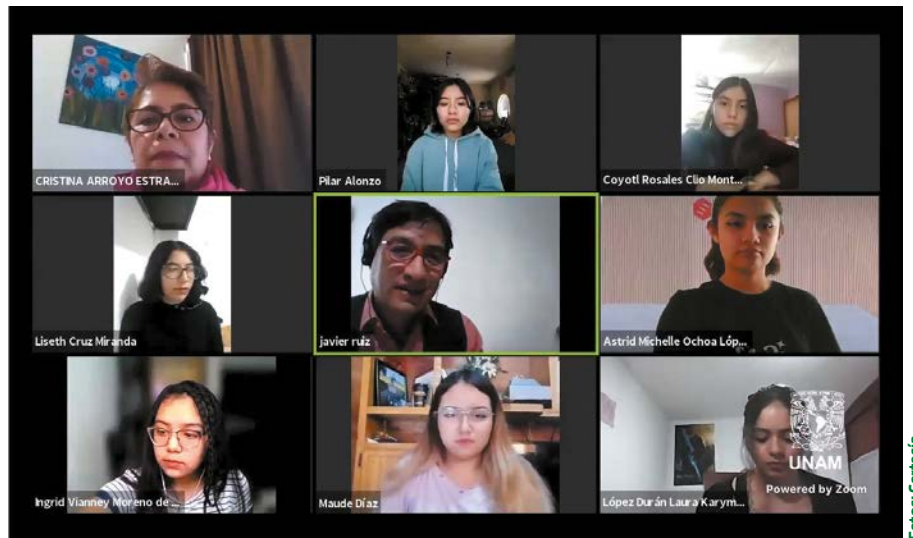 CRISTINA ARROYO ESTRA...
Pilar Alonzo
Coyotl Rosales Clio Mont...
Liseth Cruz Miranda
javier ruiz
Astrid Michelle Ochoa Lóp...
Ingrid Vianney Moreno de ...
Maude Díaz
López Durán Laura Karym...
UNAM
Powered by Zoom